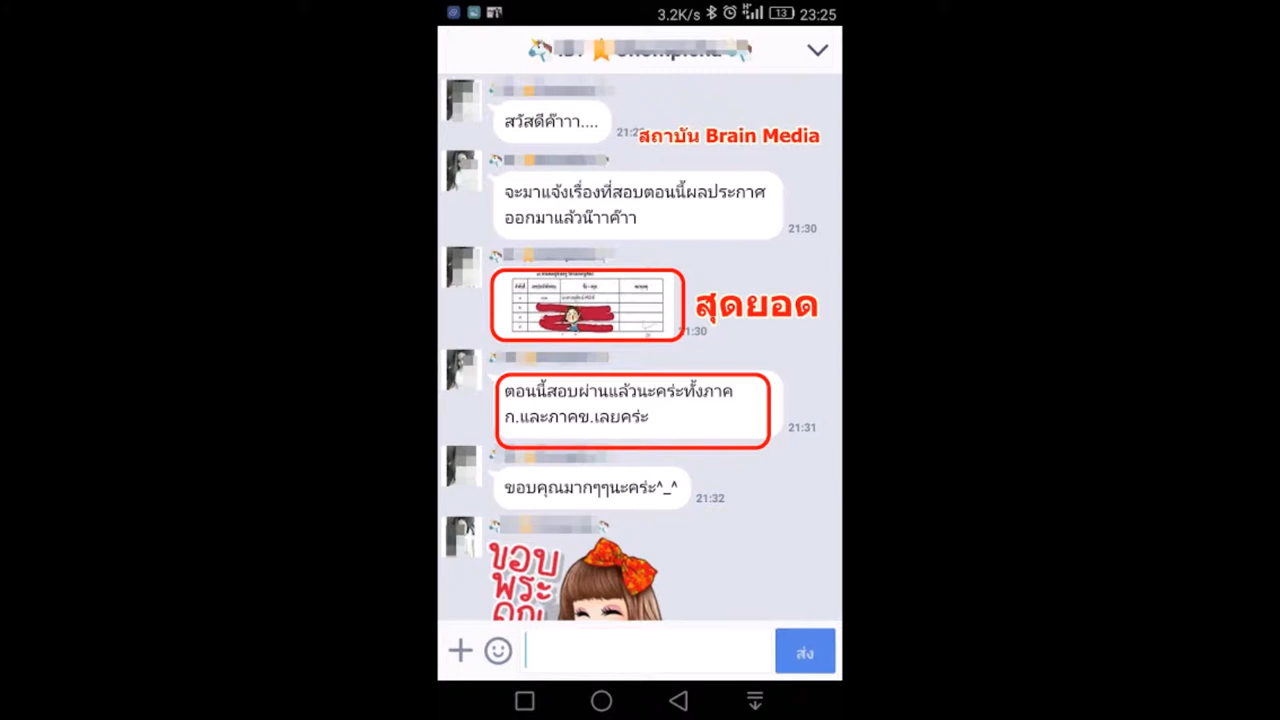 3.2K/s 13 23:25
สวัสดีค๊าาา....
สถาบัน Brain Media
จะมาแจ้งเรื่องที่สอบตอนนี้ผลประกาศ
ออกมาแล้วน๊าาค๊าา
21:30
สุดยอด
ตอนนี้สอบผ่านแล้วนะคร่ะทั้งภาค
ก.และภาคข.เลยคร่ะ
21:31
ขอบคุณมากๆๆนะคร่ะ^_^
21:32
ขอบ
พระ
คุณ
ส่ง